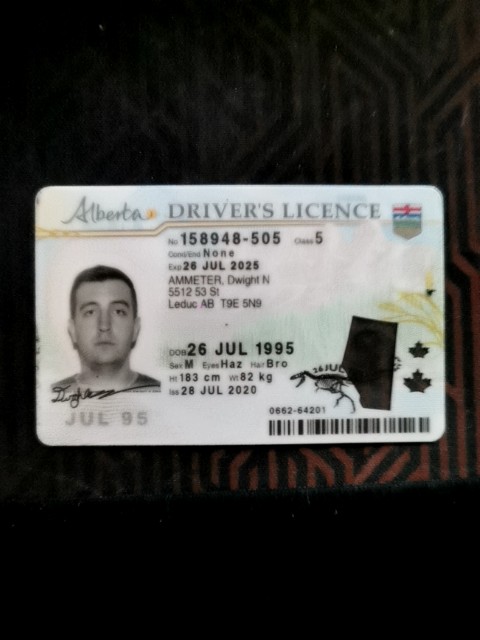 Alberta DRIVER'S LICENCE
No 158948-505 Class 5
Cond/End None
Exp 26 JUL 2025
AMMETER, Dwight N
5512 53 St
Leduc AB T9E 5N9
DOB 26 JUL 1995
Sex M Eyes Haz Hair Bro
Ht 183 cm Wt 82 kg
Iss 28 JUL 2020
JUL 95
0662-64201